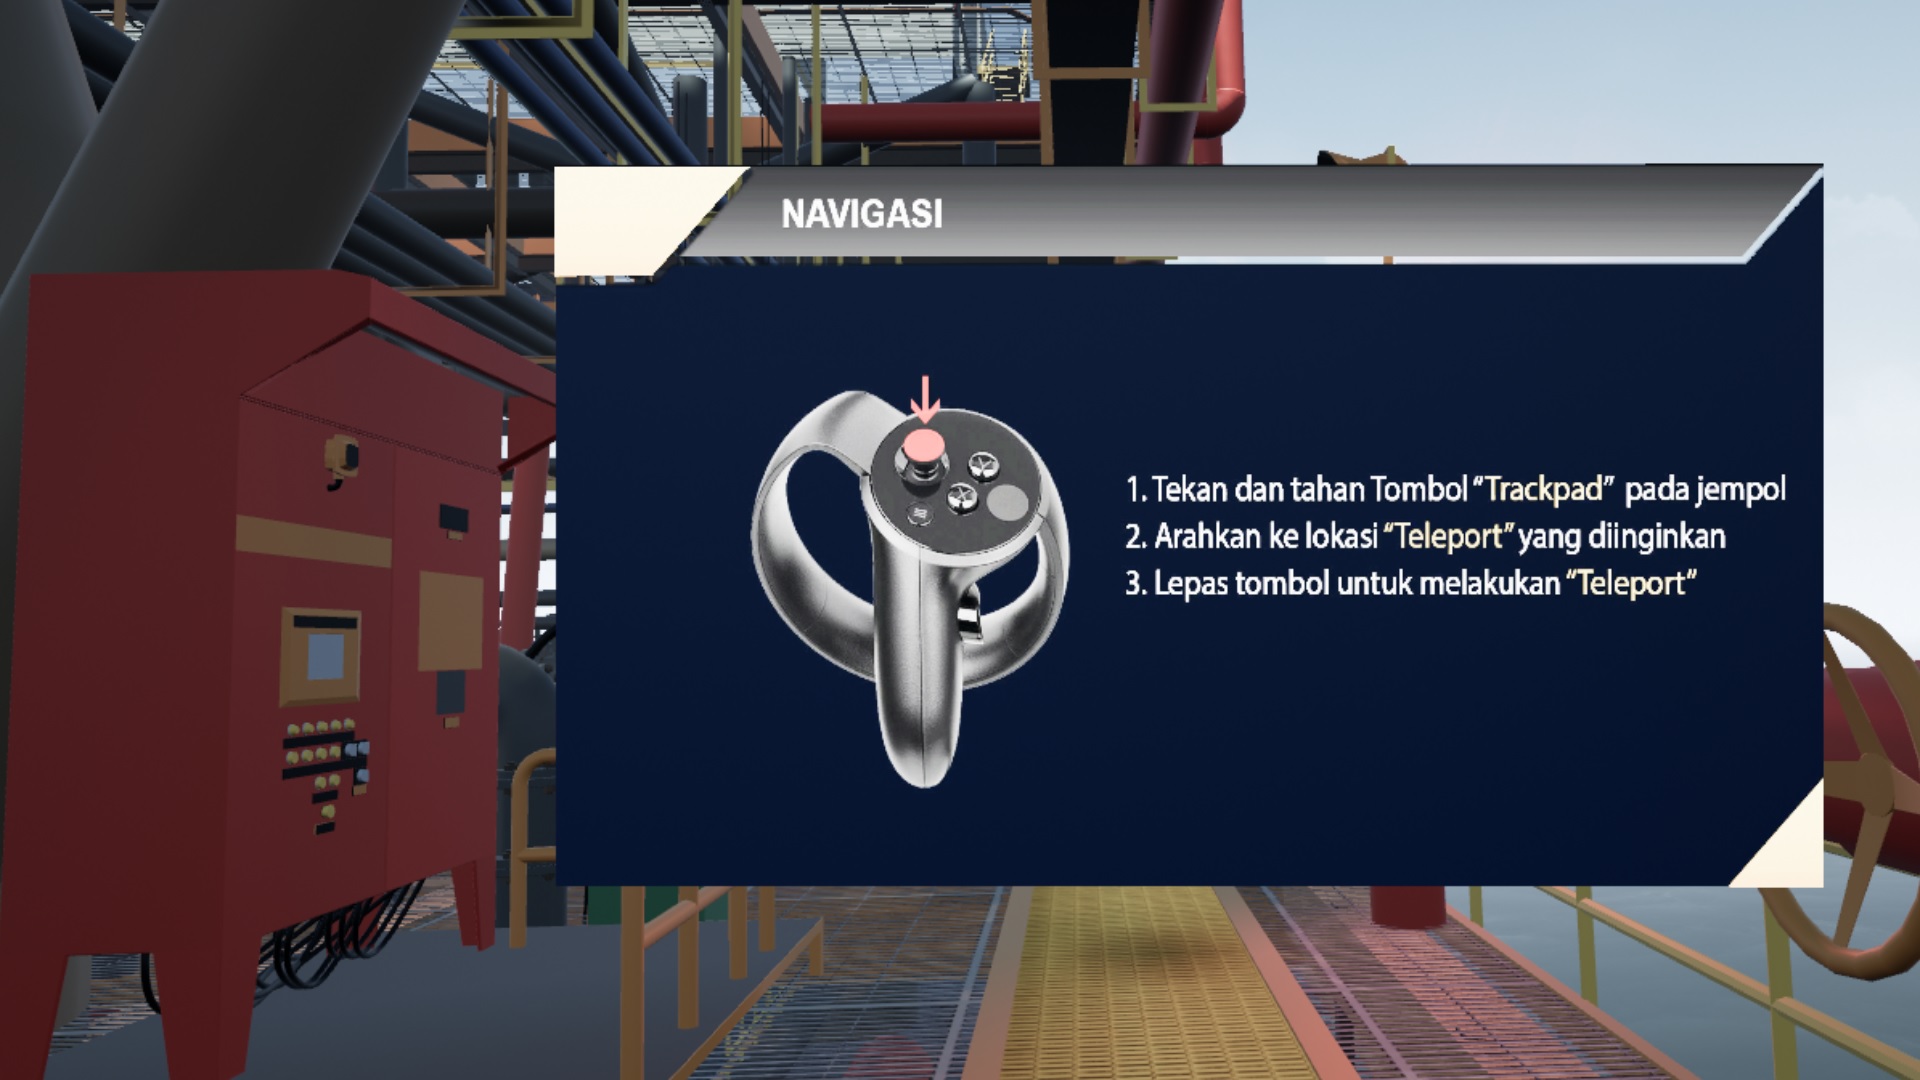 NAVIGASI
1. Tekan dan tahan Tombol “Trackpad” pada jempol
2. Arahkan ke lokasi “Teleport” yang diinginkan
3. Lepas tombol untuk melakukan “Teleport”